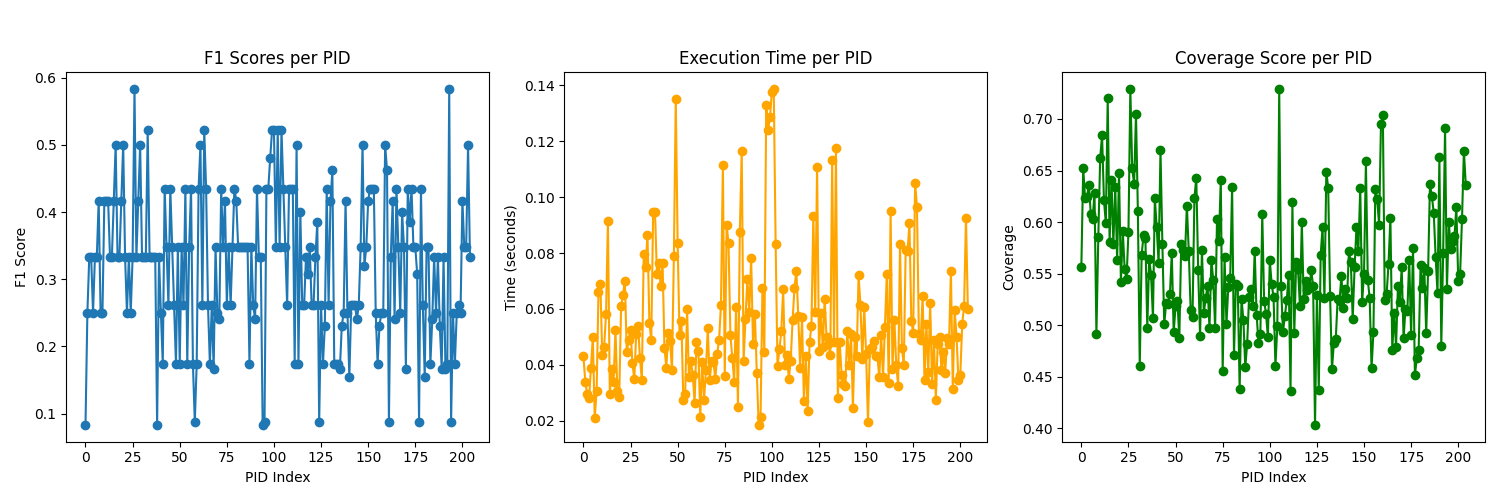 F1 Scores per PID
F1 Score
0.6
0.5
0.4
0.3
0.2
0.1
0 25 50 75 100 125 150 175 200
PID Index
Execution Time per PID
Time (seconds)
0.14
0.12
0.10
0.08
0.06
0.04
0.02
0 25 50 75 100 125 150 175 200
PID Index
Coverage Score per PID
Coverage
0.70
0.65
0.60
0.55
0.50
0.45
0.40
0 25 50 75 100 125 150 175 200
PID Index